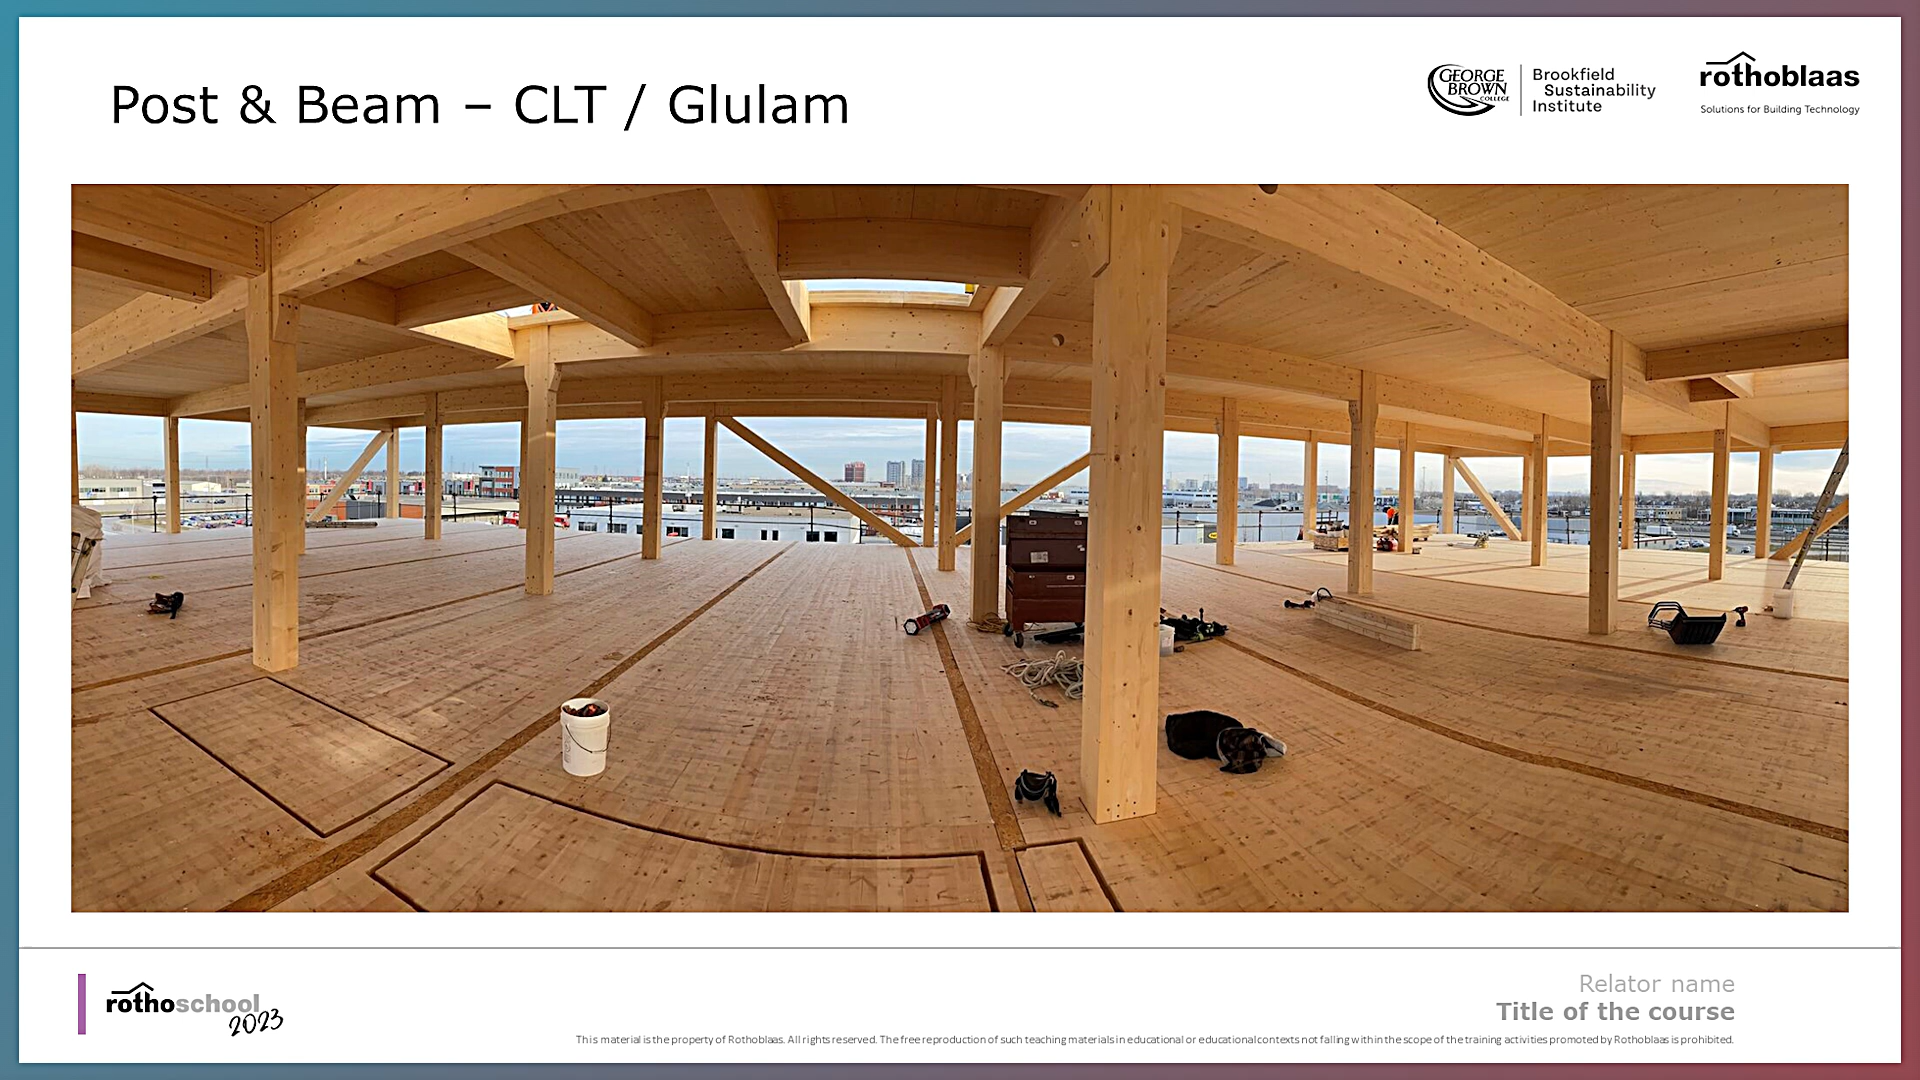 Post & Beam – CLT / Glulam
GEORGE
BROWN
COLLEGE
Brookfield
Sustainability
Institute
rothoblaas
Solutions for Building Technology
rothoschool
2023
Relator name
Title of the course
This material is the property of Rothoblaas. All rights reserved. The free reproduction of such teaching materials in educational or educational contexts not falling within the scope of the training activities promoted by Rothoblaas is prohibited.